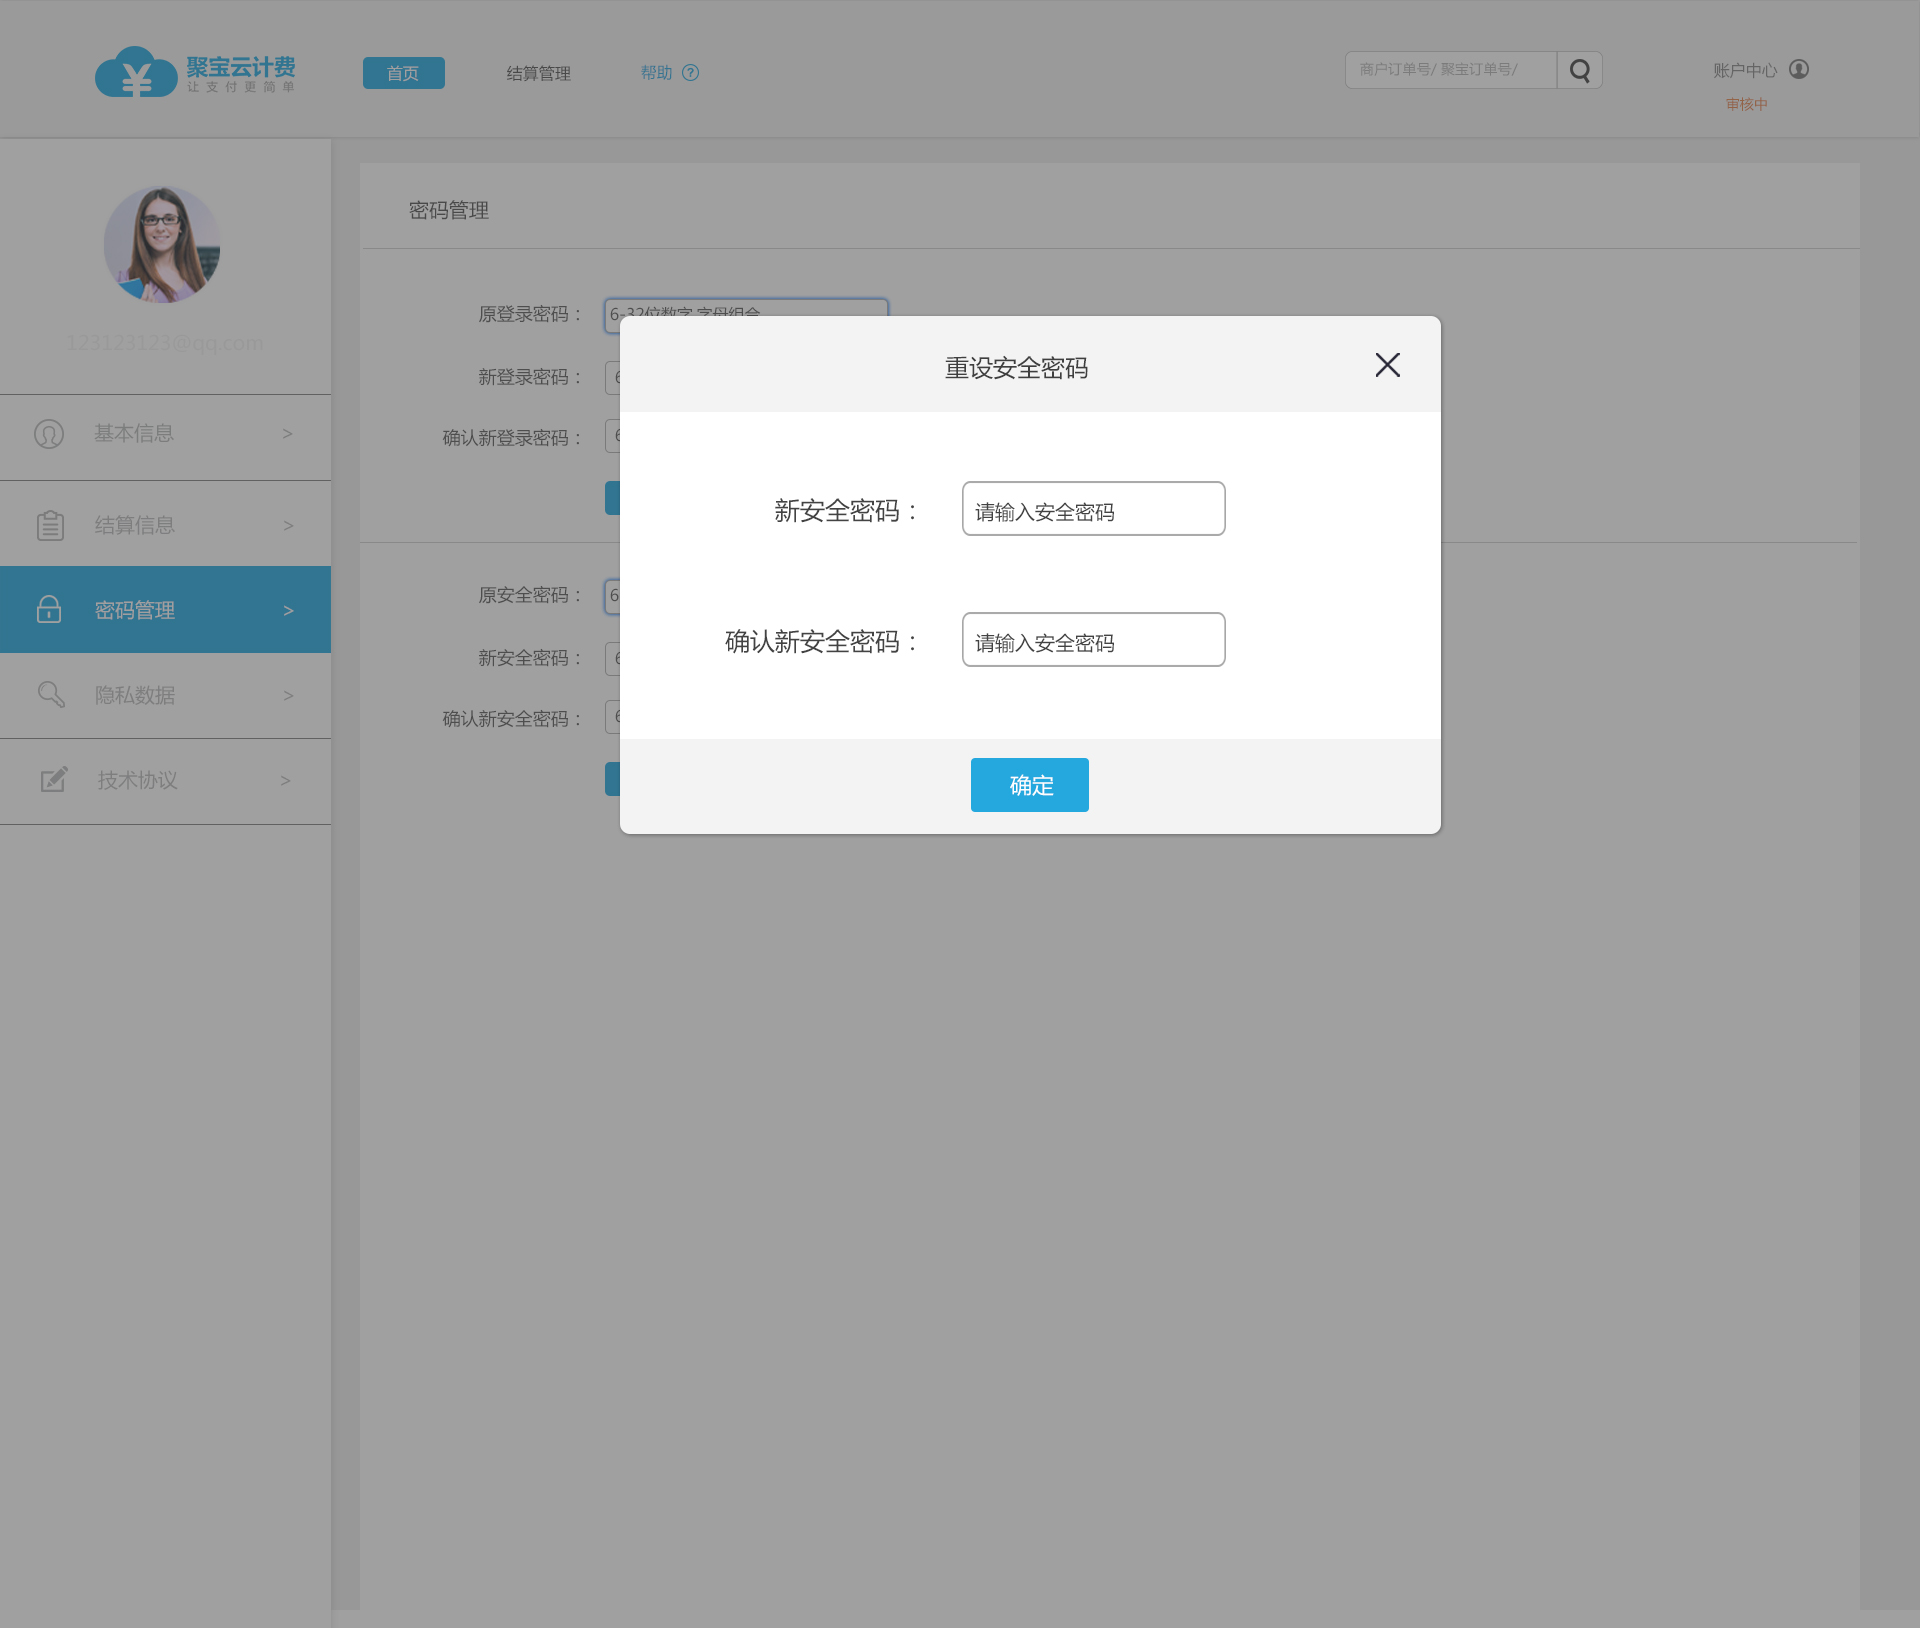 聚宝云计费
让支付更简单
首页
结算管理
帮助 ?
商户订单号/ 聚宝订单号/
账户中心
审核中
123123123@qq.com
基本信息 >
结算信息 >
密码管理 >
隐私数据 >
技术协议 >
密码管理
原登录密码： 6-32位数字,字母组合
新登录密码： 6
确认新登录密码： 6
原安全密码： 6
新安全密码： 6
确认新安全密码： 6
重设安全密码
新安全密码： 请输入安全密码
确认新安全密码： 请输入安全密码
确定